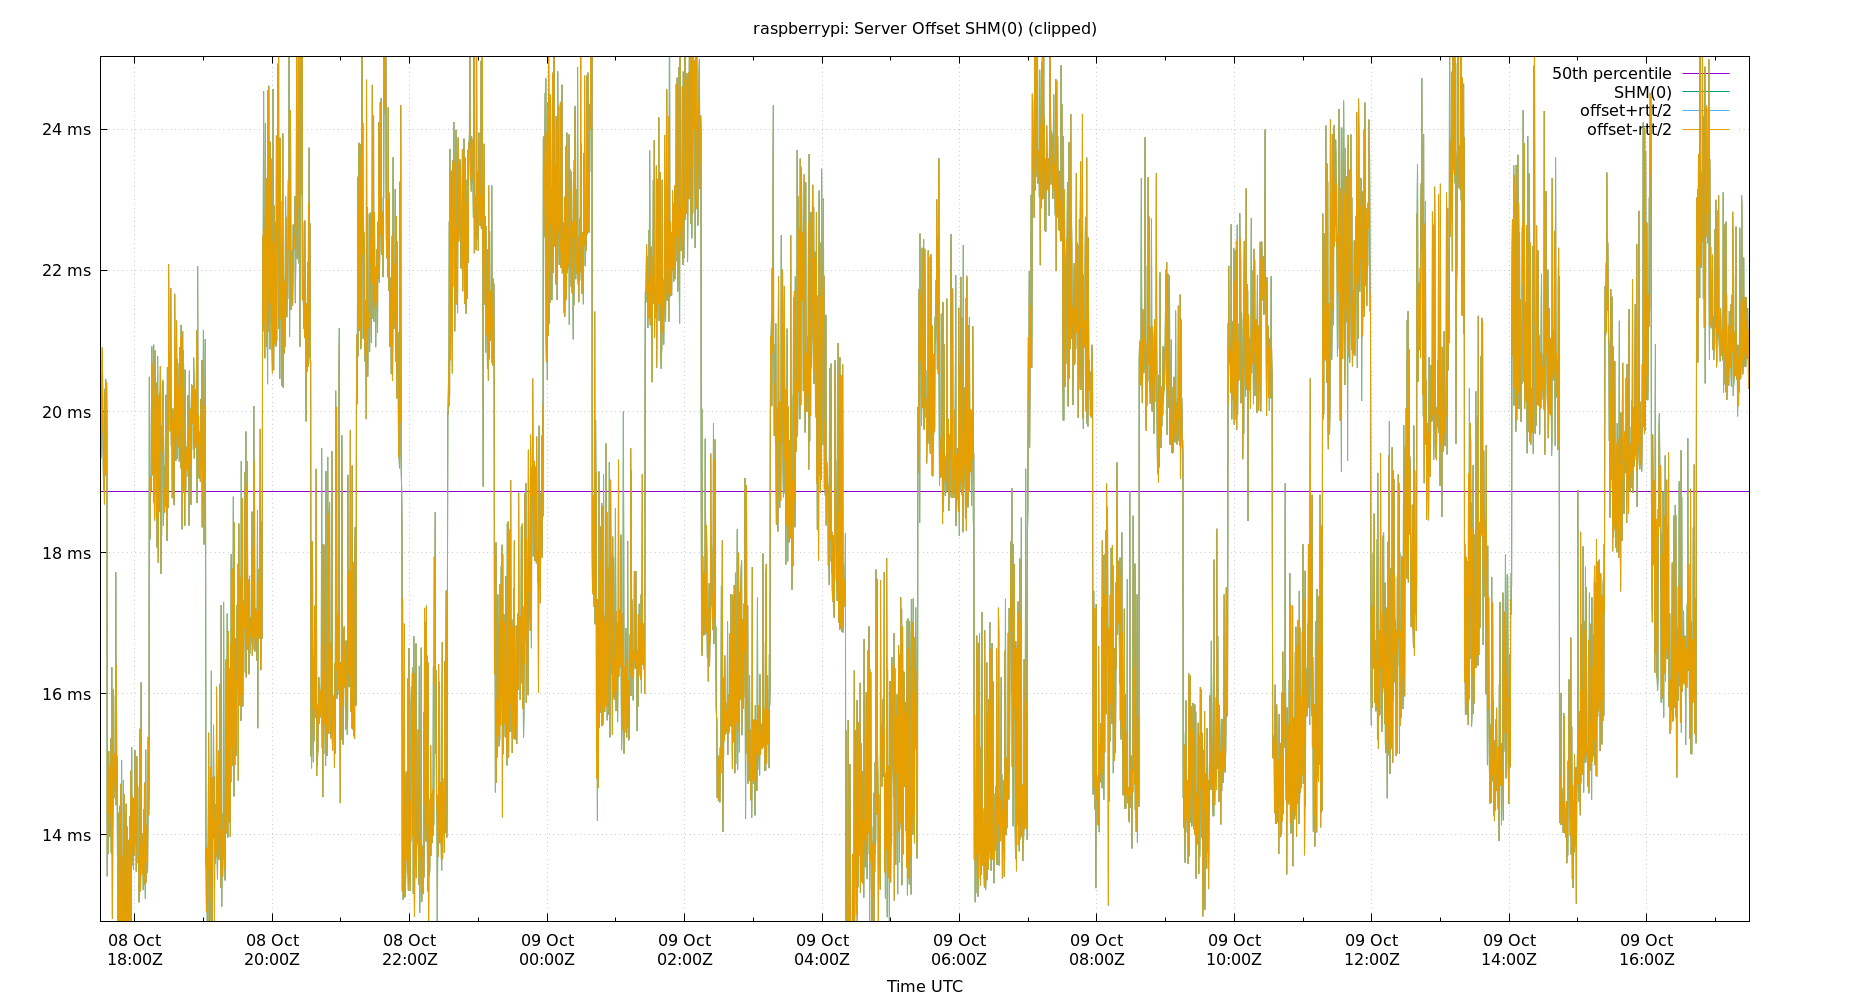 raspberrypi: Server Offset SHM(0) (clipped)
50th percentile
SHM(0)
offset+rtt/2
offset-rtt/2
24 ms
22 ms
20 ms
18 ms
16 ms
14 ms
08 Oct 08 Oct 08 Oct 09 Oct 09 Oct 09 Oct 09 Oct 09 Oct 09 Oct 09 Oct 09 Oct 09 Oct
18:00Z 20:00Z 22:00Z 00:00Z 02:00Z 04:00Z 06:00Z 08:00Z 10:00Z 12:00Z 14:00Z 16:00Z
Time UTC